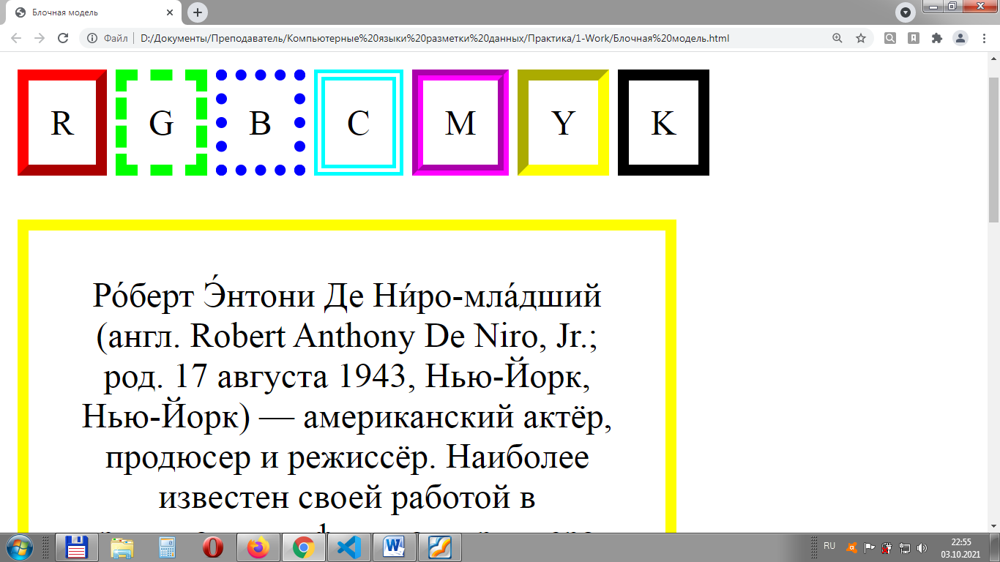 Блочная модель
Файл
D:/Документы/Преподаватель/Компьютерные%20языки%20разметки%20данных/Практика/1-Work/Блочная%20модель.html
R G B C M Y K
Ро́берт Э́нтони Де Ни́ро-мла́дший
(англ. Robert Anthony De Niro, Jr.;
род. 17 августа 1943, Нью-Йорк,
Нью-Йорк) — американский актёр,
продюсер и режиссёр. Наиболее
известен своей работой в
RU
22:55
03.10.2021